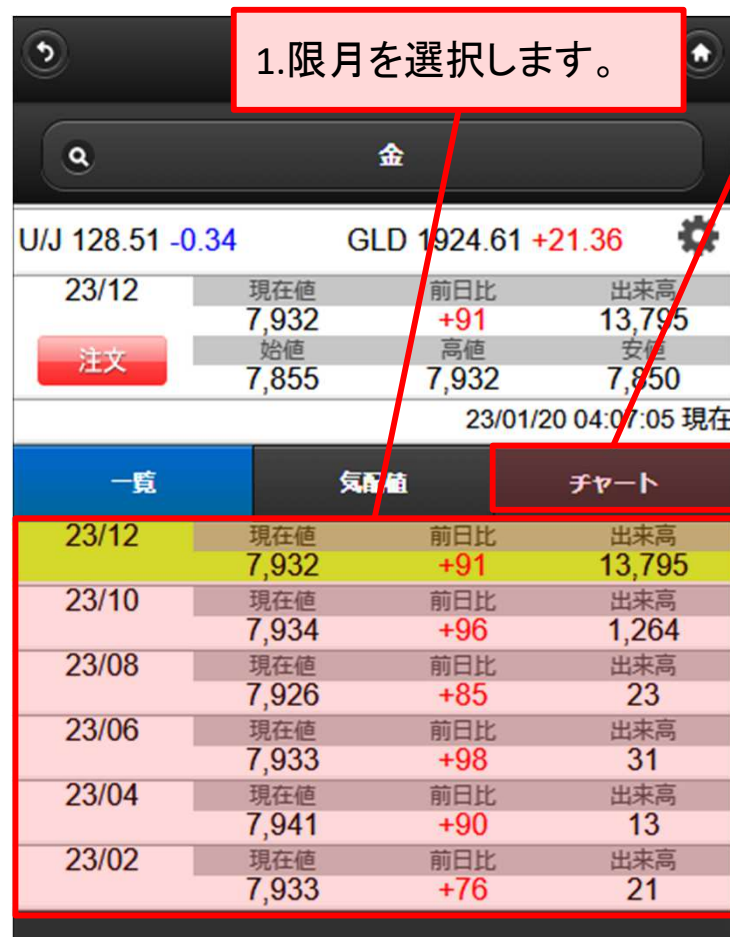 1.限月を選択します。
金
U/J 128.51 -0.34 GLD 1924.61 +21.36
23/12 現在値 前日比 出来高
7,932 +91 13,795
注文 始値 高値 安値
7,855 7,932 7,850
23/01/20 04:07:05 現在
一覧 気配値 チャート
23/12 現在値 前日比 出来高
7,932 +91 13,795
23/10 現在値 前日比 出来高
7,934 +96 1,264
23/08 現在値 前日比 出来高
7,926 +85 23
23/06 現在値 前日比 出来高
7,933 +98 31
23/04 現在値 前日比 出来高
7,941 +90 13
23/02 現在値 前日比 出来高
7,933 +76 21